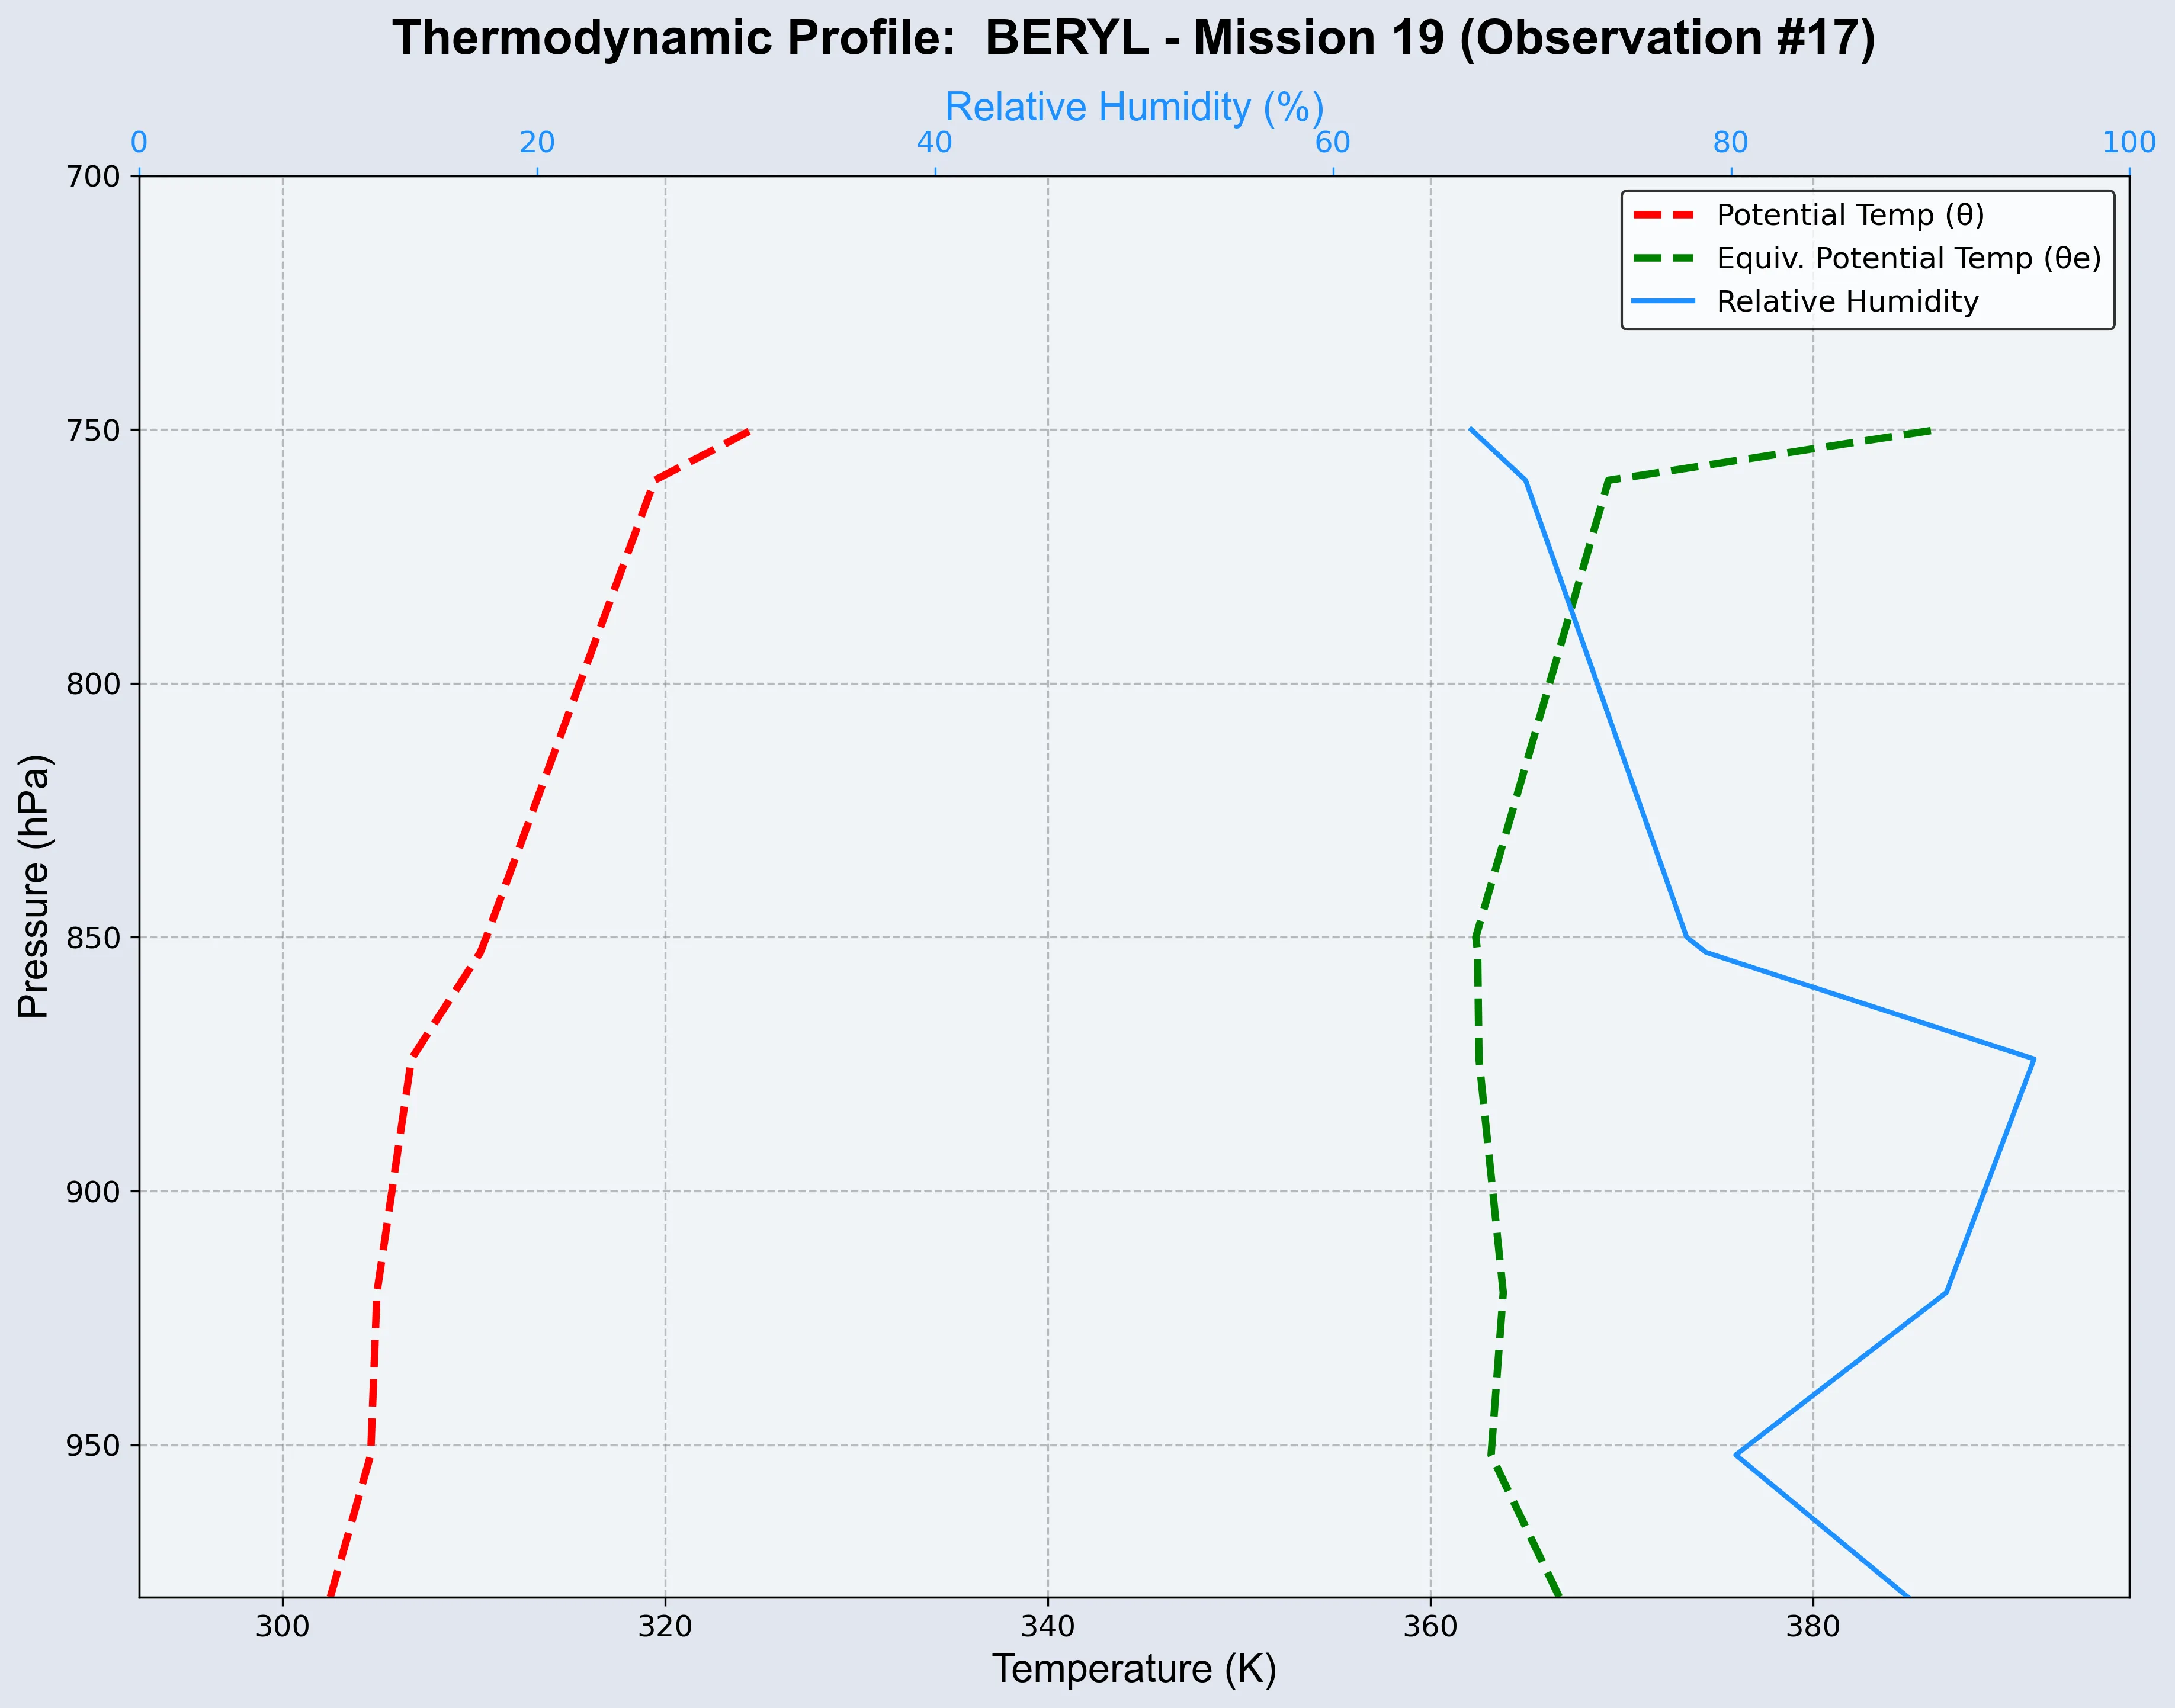 Thermodynamic Profile:  BERYL - Mission 19 (Observation #17)
Relative Humidity (%)
0 20 40 60 80 100
Potential Temp (θ)
Equiv. Potential Temp (θe)
Relative Humidity
Pressure (hPa)
700
750
800
850
900
950
300 320 340 360 380
Temperature (K)